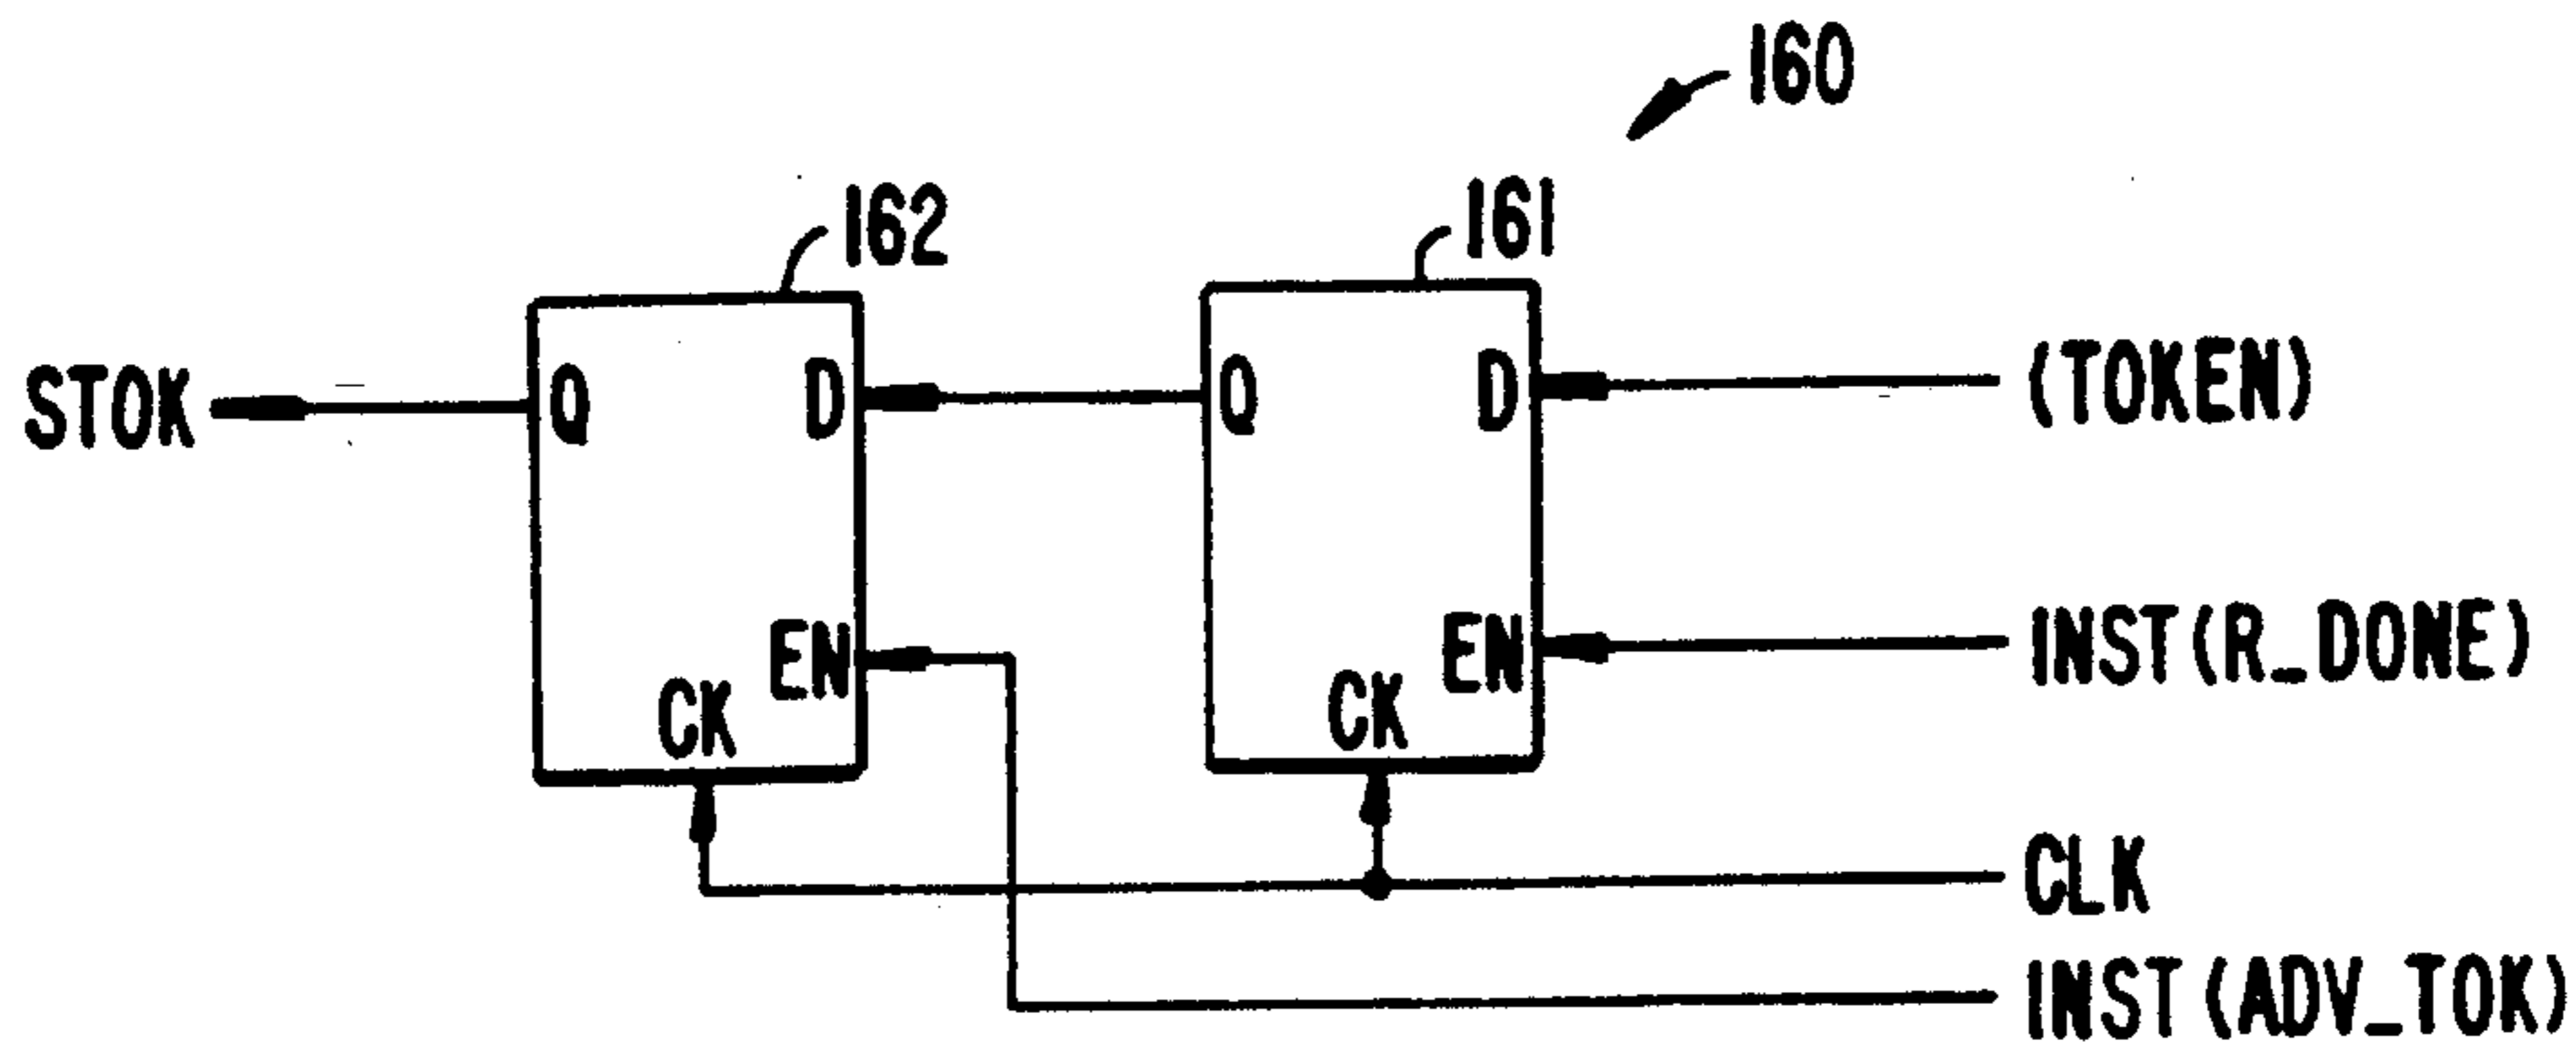 160
162
161
STOK
Q
D
Q
D
(TOKEN)
EN
EN
INST(R_DONE)
CK
CK
CLK
INST(ADV_TOK)